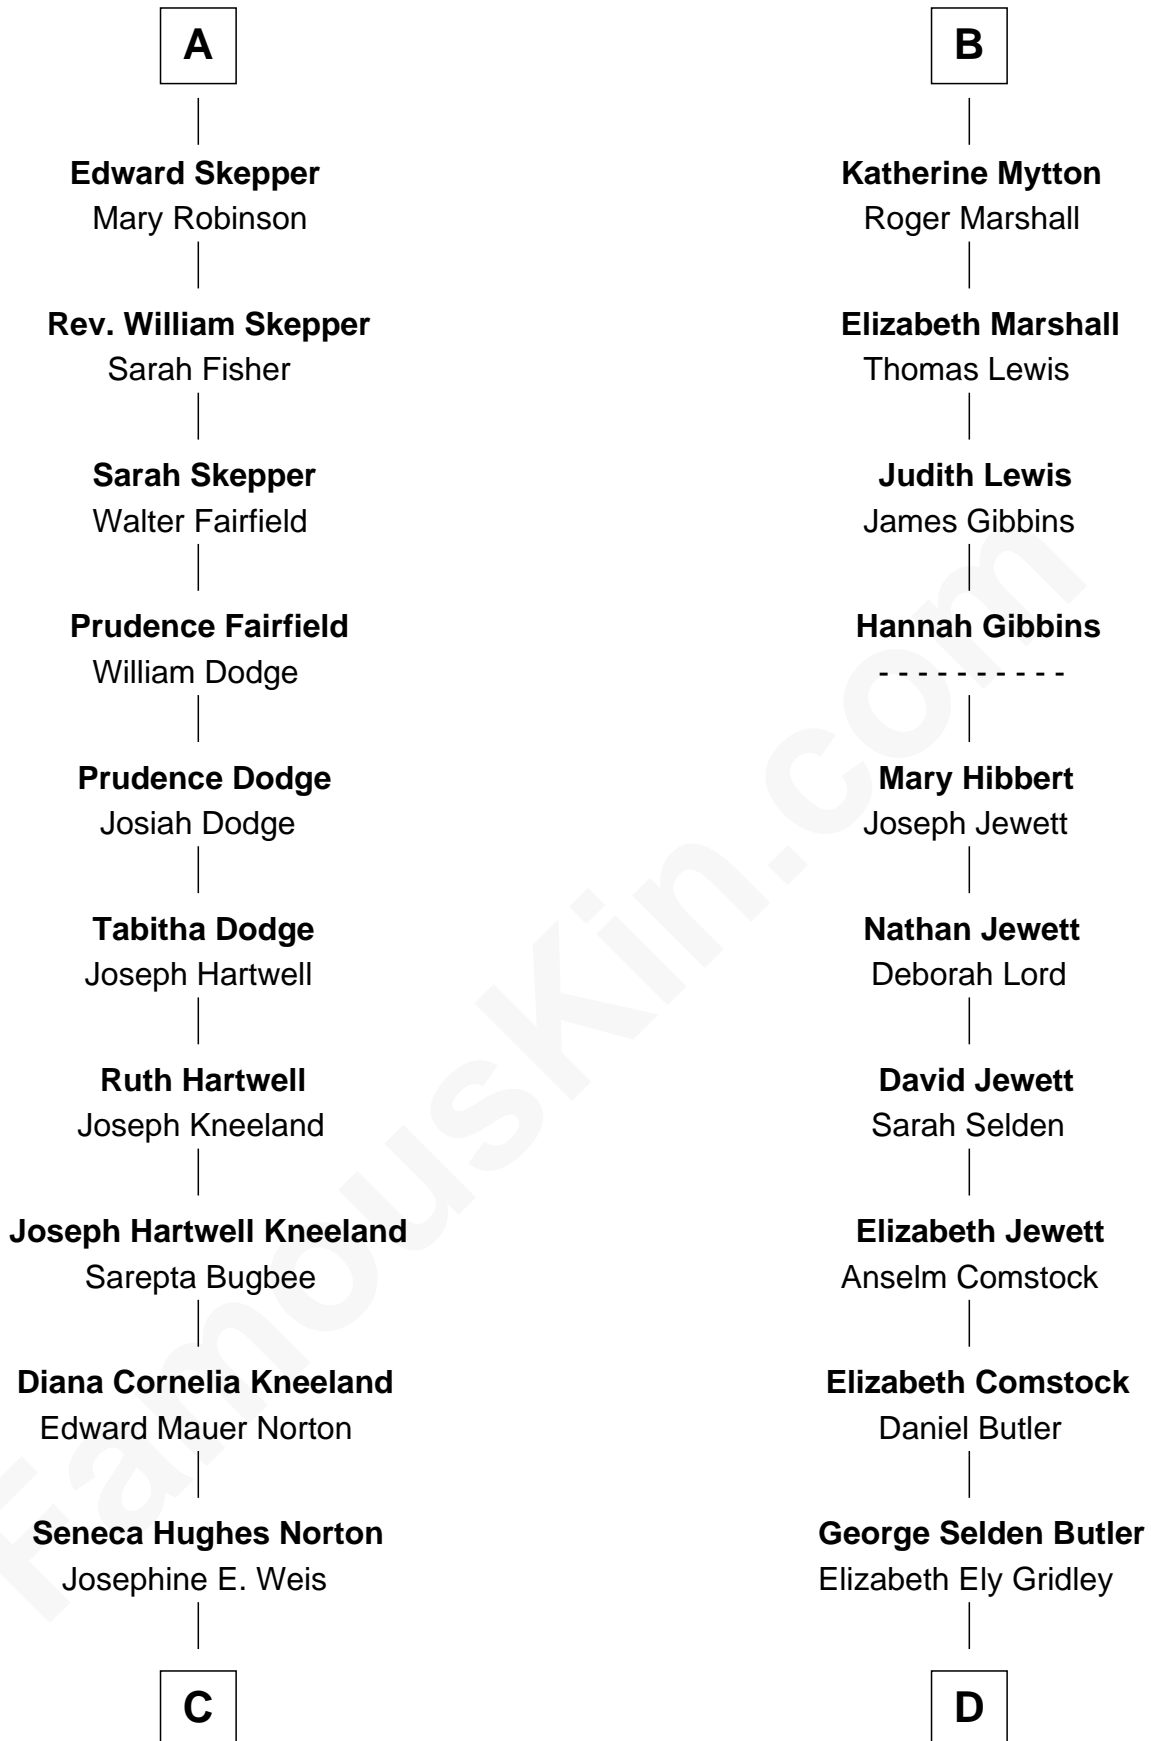 A
Edward Skepper
Mary Robinson
Rev. William Skepper
Sarah Fisher
Sarah Skepper
Walter Fairfield
Prudence Fairfield
William Dodge
Prudence Dodge
Josiah Dodge
Tabitha Dodge
Joseph Hartwell
Ruth Hartwell
Joseph Kneeland
Joseph Hartwell Kneeland
Sarepta Bugbee
Diana Cornelia Kneeland
Edward Mauer Norton
Seneca Hughes Norton
Josephine E. Weis
C
B
Katherine Mytton
Roger Marshall
Elizabeth Marshall
Thomas Lewis
Judith Lewis
James Gibbins
Hannah Gibbins
- - - - - - - - - -
Mary Hibbert
Joseph Jewett
Nathan Jewett
Deborah Lord
David Jewett
Sarah Selden
Elizabeth Jewett
Anselm Comstock
Elizabeth Comstock
Daniel Butler
George Selden Butler
Elizabeth Ely Gridley
D
FamousKin.com